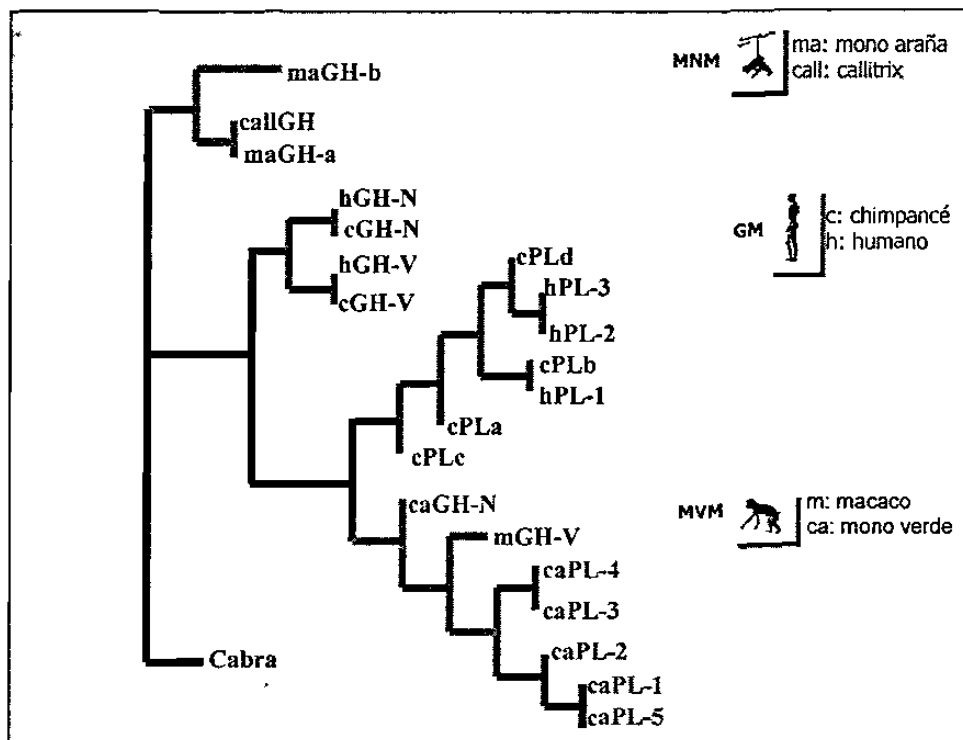 maGH-b
callGH
maGH-a
hGH-N
cGH-N
hGH-V
cGH-V
cPLd
hPL-3
hPL-2
cPLb
hPL-1
cPLa
cPLc
caGH-N
mGH-V
caPL-4
caPL-3
caPL-2
caPL-1
caPL-5
Cabra
MNM
ma: mono araña
call: callitrix
GM
c: chimpancé
h: humano
MVM
m: macaco
ca: mono verde